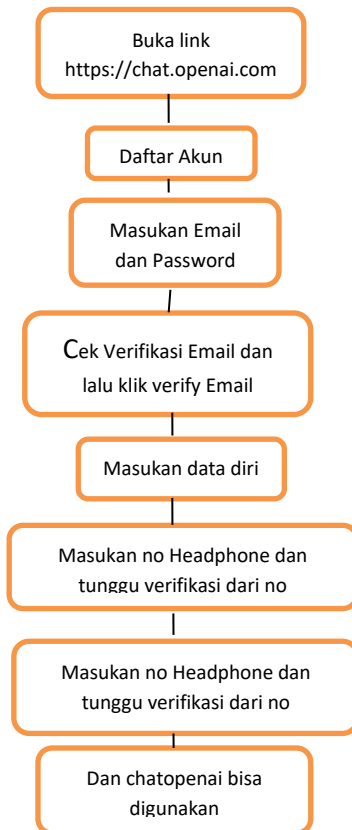 Buka link
https://chat.openai.com
Daftar Akun
Masukan Email
dan Password
Cek Verifikasi Email dan
lalu klik verify Email
Masukan data diri
Masukan no Headphone dan
tunggu verifikasi dari no
Masukan no Headphone dan
tunggu verifikasi dari no
Dan chatopenai bisa
digunakan